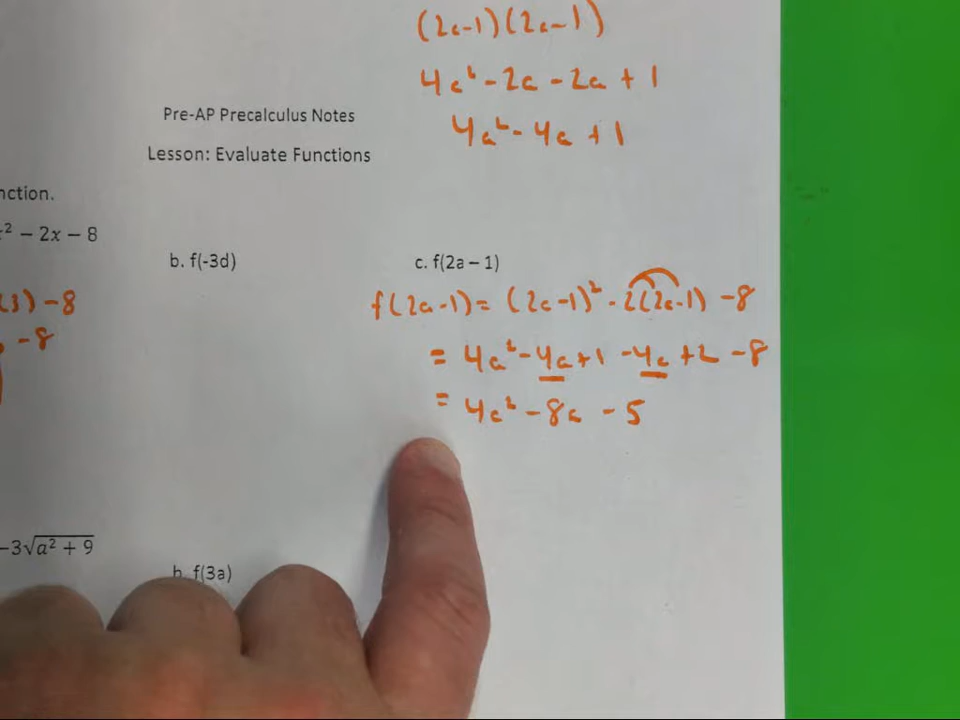 (2a-1)(2a-1)
4a² - 2a - 2a + 1
4a² - 4a + 1
Pre-AP Precalculus Notes
Lesson: Evaluate Functions
nction.
² − 2x − 8
b. f(-3d)
c. f(2a – 1)
(3) - 8
- 8
f(2a-1) = (2a-1)² - 2(2a-1) - 8
= 4a² - 4a + 1 - 4a + 2 - 8
= 4a² - 8a - 5
−3√a² + 9
b. f(3a)